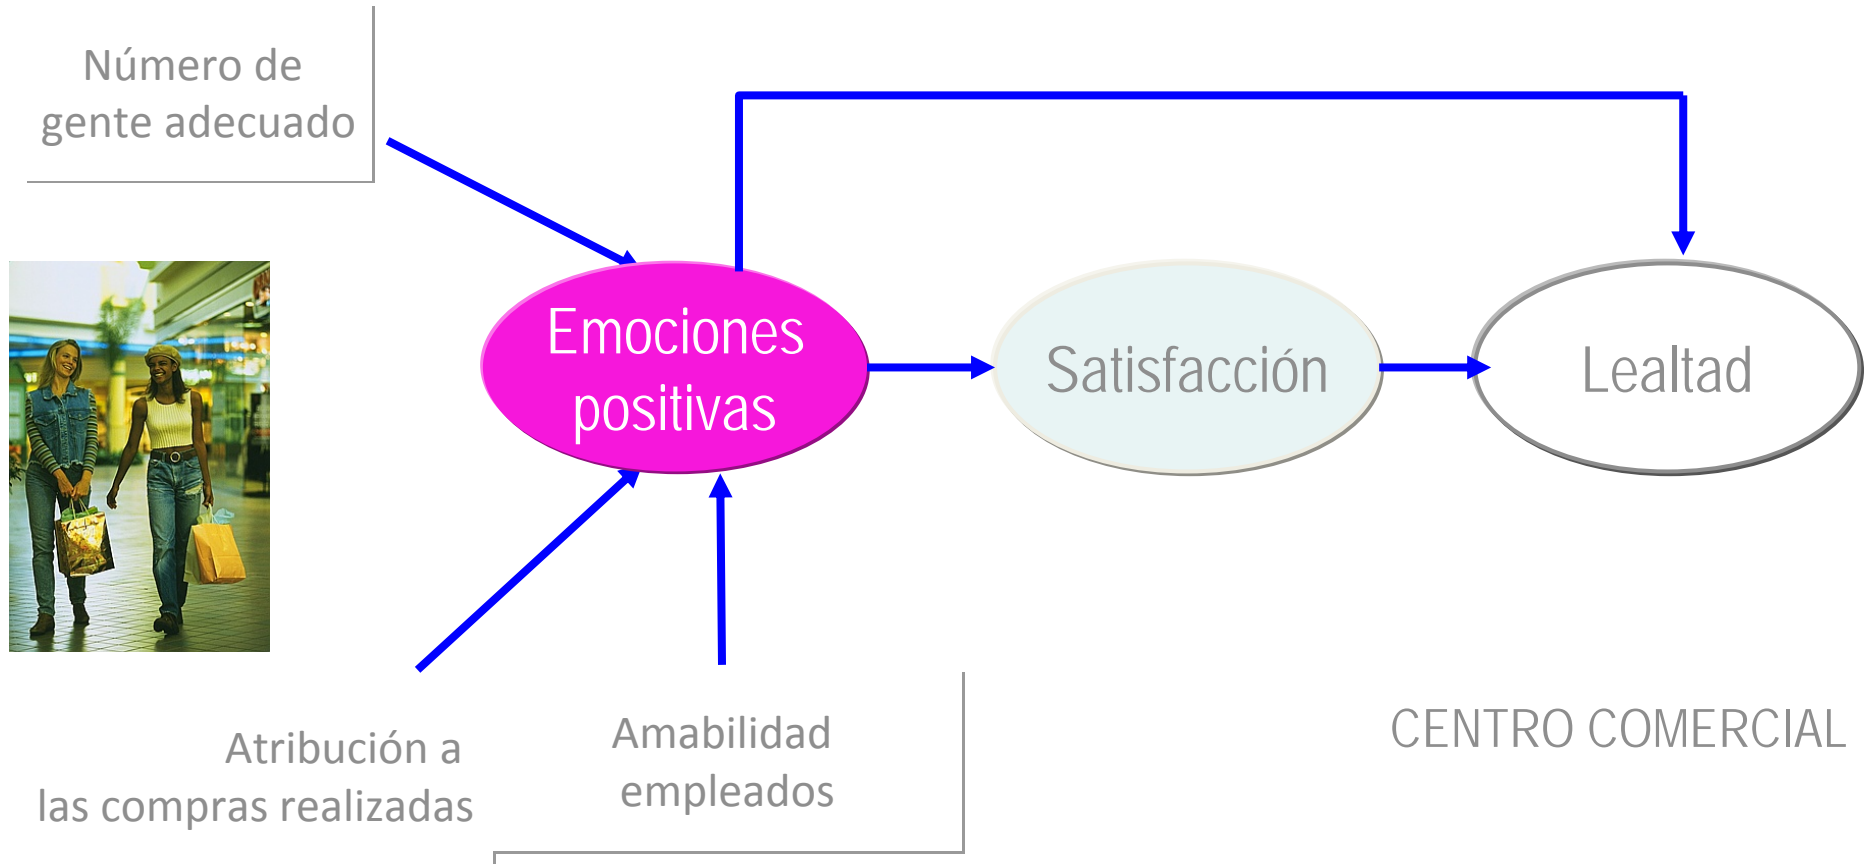 Número de
gente adecuado
Emociones
positivas
Satisfacción
Lealtad
Atribución a
las compras realizadas
Amabilidad
empleados
CENTRO COMERCIAL